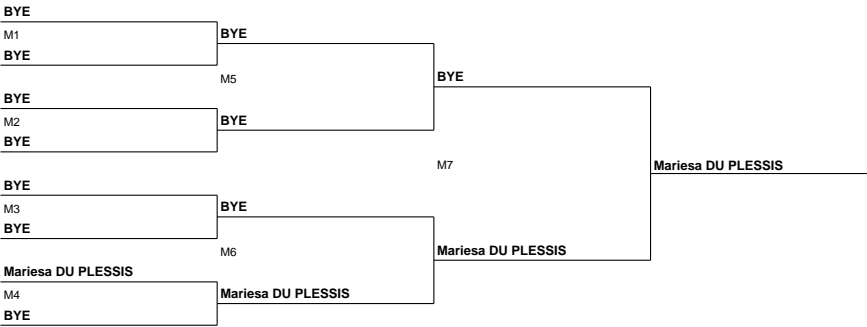 BYE
M1
BYE
BYE
M5
BYE
M2
BYE
BYE
BYE
M7
Mariesa DU PLESSIS
BYE
M3
BYE
BYE
M6
Mariesa DU PLESSIS
Mariesa DU PLESSIS
M4
BYE
Mariesa DU PLESSIS